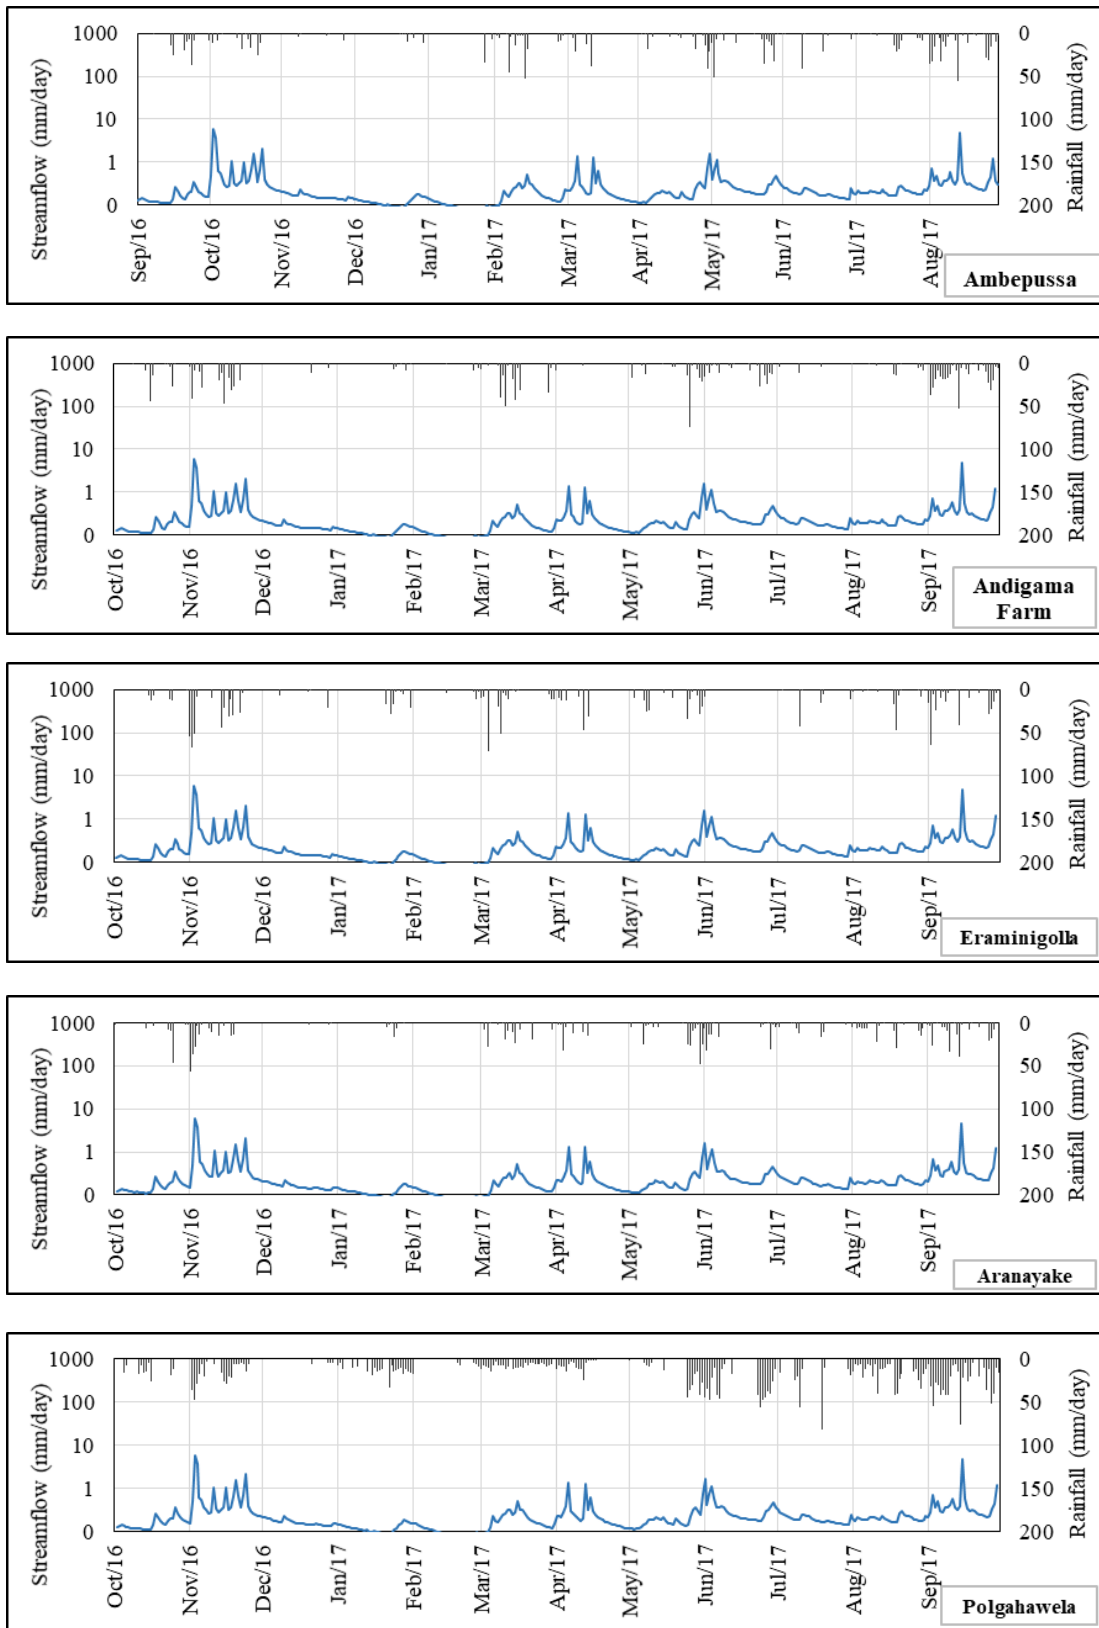 1000
100
10
1
0
Streamflow (mm/day)
0
50
100
150
200
Rainfall (mm/day)
Sep/16
Oct/16
Nov/16
Dec/16
Jan/17
Feb/17
Mar/17
Apr/17
May/17
Jun/17
Jul/17
Aug/17
Ambepussa
1000
100
10
1
0
Streamflow (mm/day)
0
50
100
150
200
Rainfall (mm/day)
Oct/16
Nov/16
Dec/16
Jan/17
Feb/17
Mar/17
Apr/17
May/17
Jun/17
Jul/17
Aug/17
Sep/17
Andigama
Farm
1000
100
10
1
0
Streamflow (mm/day)
0
50
100
150
200
Rainfall (mm/day)
Oct/16
Nov/16
Dec/16
Jan/17
Feb/17
Mar/17
Apr/17
May/17
Jun/17
Jul/17
Aug/17
Sep/17
Eraminigolla
1000
100
10
1
0
Streamflow (mm/day)
0
50
100
150
200
Rainfall (mm/day)
Oct/16
Nov/16
Dec/16
Jan/17
Feb/17
Mar/17
Apr/17
May/17
Jun/17
Jul/17
Aug/17
Sep/17
Aranayake
1000
100
10
1
0
Streamflow (mm/day)
0
50
100
150
200
Rainfall (mm/day)
Oct/16
Nov/16
Dec/16
Jan/17
Feb/17
Mar/17
Apr/17
May/17
Jun/17
Jul/17
Aug/17
Sep/17
Polgahawela